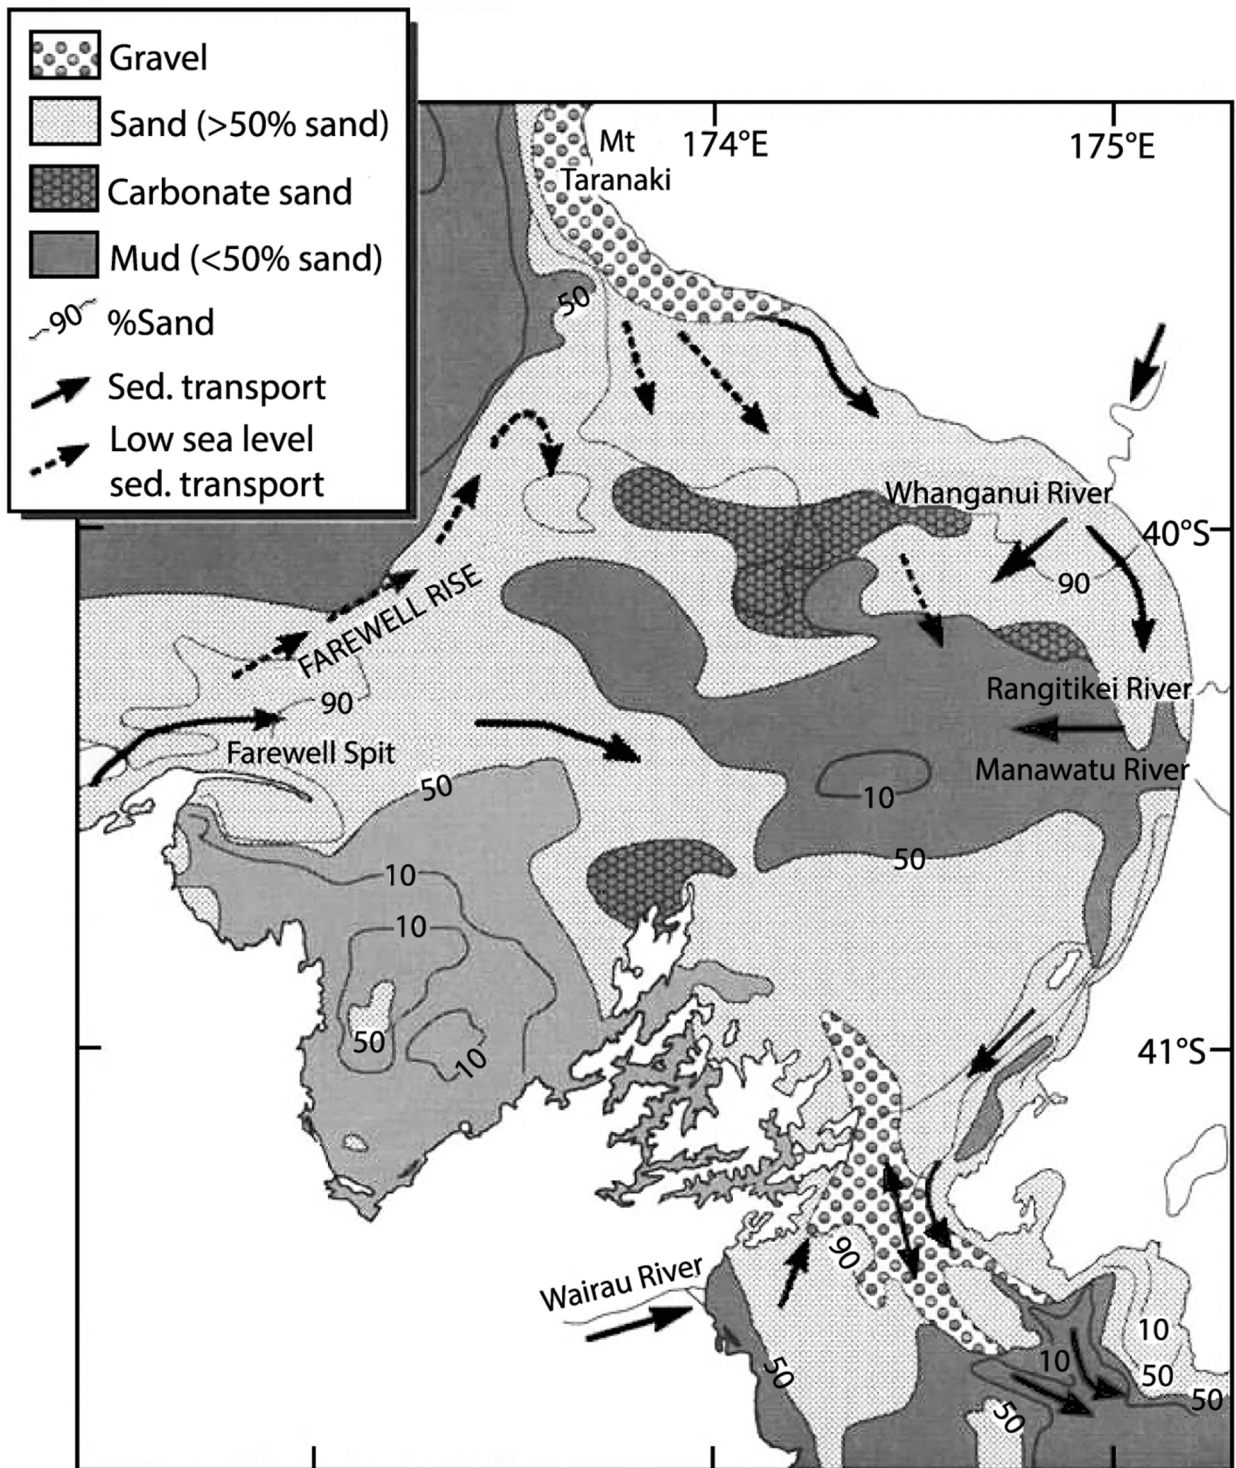 Gravel
Sand (>50% sand)
Carbonate sand
Mud (<50% sand)
90
%Sand
Sed. transport
Low sea level
sed. transport
Mt
Taranaki
174°E
175°E
50
Whanganui River
40°S
90
FAREWELL RISE
90
Rangitikei River
Farewell Spit
Manawatu River
50
10
50
10
10
50
10
41°S
90
Wairau River
10
10
50
50
50
50